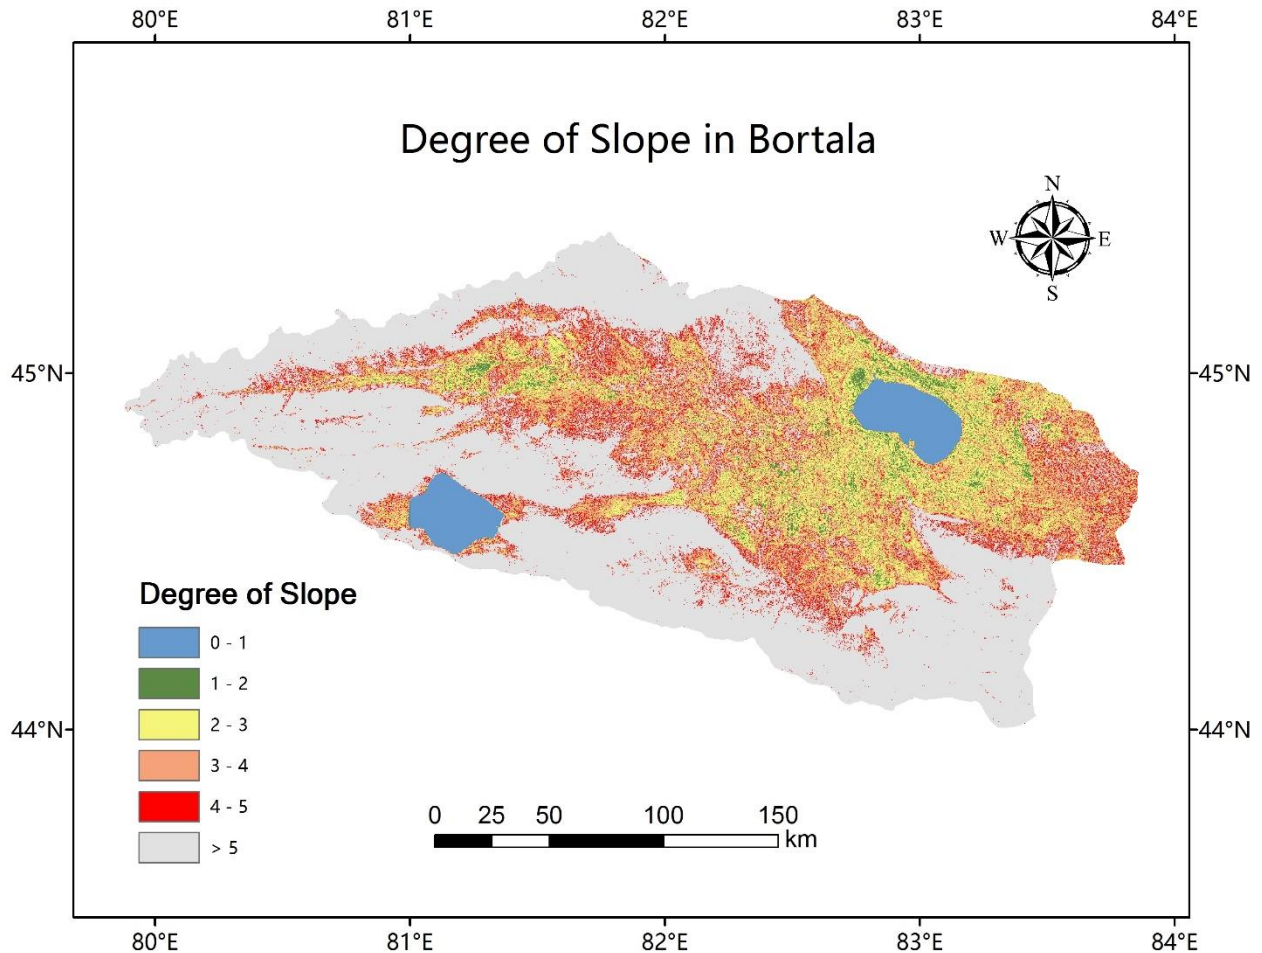 80°E 81°E 82°E 83°E 84°E
Degree of Slope in Bortala
N
W E
S
45°N 45°N
Degree of Slope
0 - 1
1 - 2
2 - 3
3 - 4
4 - 5
> 5
44°N 44°N
0 25 50 100 150
km
80°E 81°E 82°E 83°E 84°E